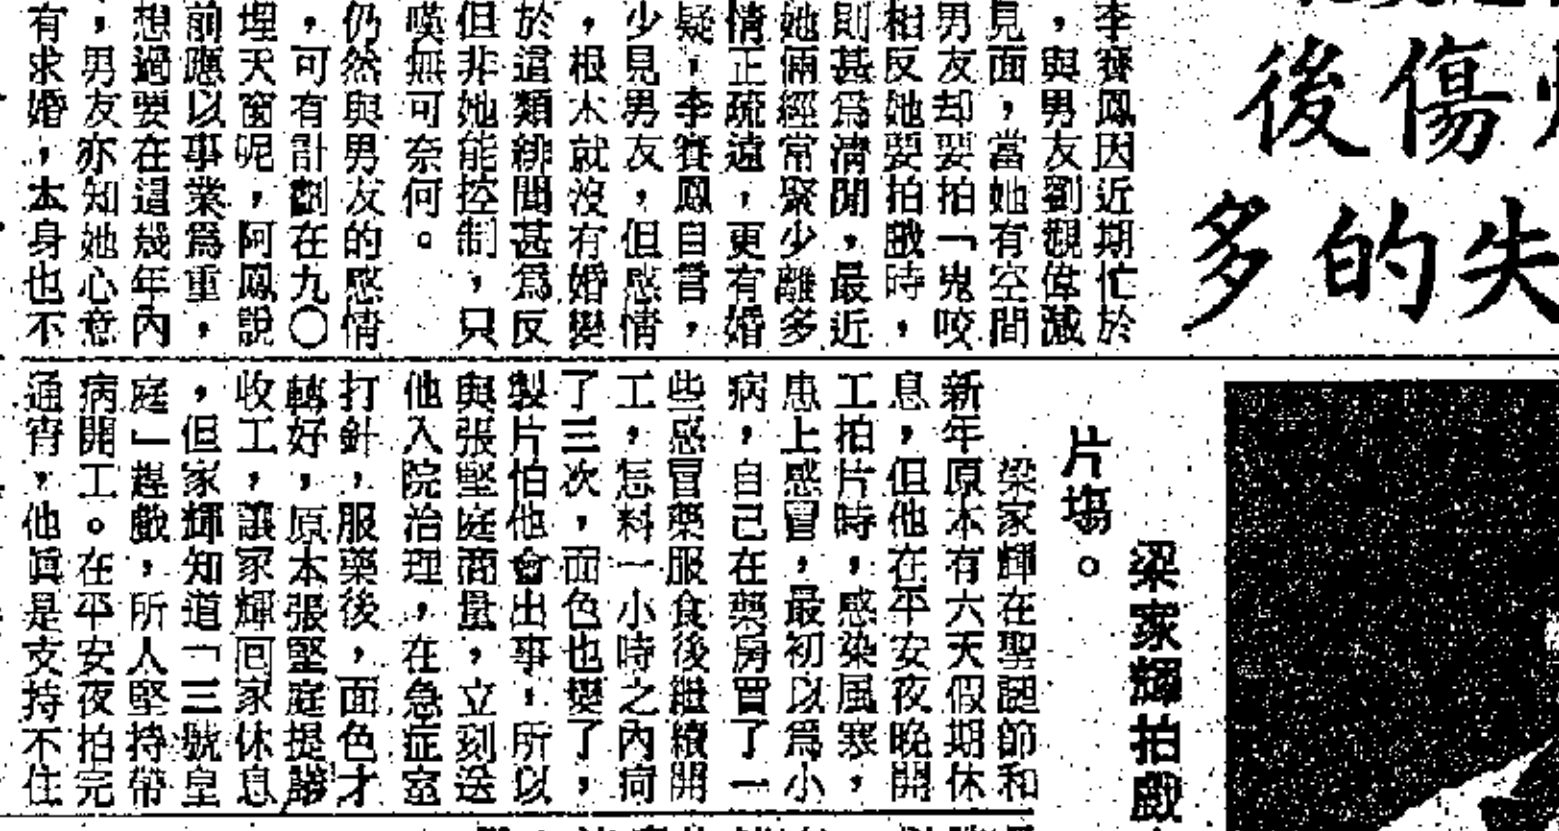 傷後
失的多
李賽鳳因近期忙於
，與男友劉觀偉減
見面，當她有空間
男友却要拍「鬼咬
相反她要拍戲時，
則甚爲清閒，最近
她倆經常聚少離多
情正疏遠，更有婚
疑，李賽鳳自言，
少見男友，但感情
，根本就沒有婚變
於這類緋聞甚爲反
但非她能控制，只
嘆無可奈何。
仍然與男友的感情
，可有計劃在九〇
埋天窗呢，阿鳳說
前應以事業爲重，
想過要在這幾年內
，男友亦知她心意
有求婚，本身也不
梁家輝拍戲
片塲。
梁家輝在聖誕節和
新年原本有六天假期休
息，但他在平安夜晚開
工拍片時，感染風寒，
患上感冒，最初以爲小
病，自己在藥房買了一
些感冒藥服食後繼續開
工，怎料一小時之內疴
了三次，面色也變了，
製片怕他會出事，所以
與張堅庭商量，立刻送
他入院治理，在急症室
打針，服藥後，面色才
轉好，原本張堅庭提勝
收工，讓家輝回家休息
，但家輝知道「三號皇
庭」趕戲，所人堅持帶
病開工。在平安夜拍完
通宵，他眞是支持不住